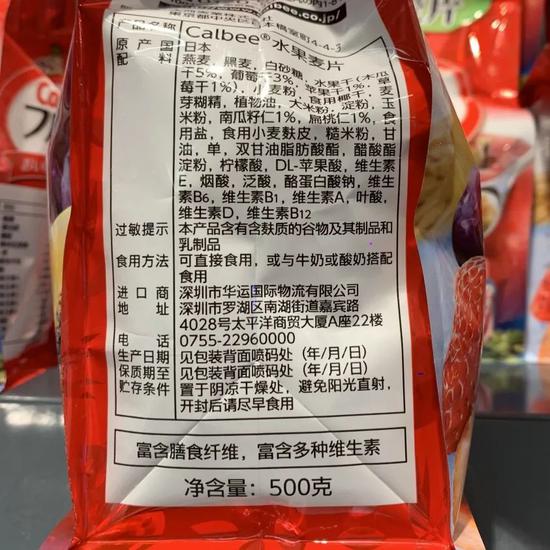 calbee.co.jp/
产品名称 Calbee® 水果麦片
原产国 日本
配料 燕麦，黑麦，白砂糖，水果干（木瓜
干5%，葡萄干3%，苹果干1%，草
莓干1%），小麦粉，食用椰干，麦
芽糊精，植物油，大米粉，淀粉，玉
米粉，南瓜籽仁1%，扁桃仁1%，食
用盐，食用小麦麸皮，糙米粉，甘
油，单，双甘油脂肪酸酯，醋酸酯
淀粉，柠檬酸，DL-苹果酸，维生素
E，烟酸，泛酸，酪蛋白酸钠，维生
素B6，维生素B1，维生素A，叶酸，
维生素D，维生素B12
过敏提示 本产品含有含麸质的谷物及其制品和
乳制品
食用方法 可直接食用，或与牛奶或酸奶搭配
食用
进口商 深圳市华运国际物流有限公司
地址 深圳市罗湖区南湖街道嘉宾路
4028号太平洋商贸大厦A座22楼
电话 0755-22960000
生产日期 见包装背面喷码处（年/月/日）
保质期至 见包装背面喷码处（年/月/日）
贮存条件 置于阴凉干燥处，避免阳光直射，
开封后请尽早食用
富含膳食纤维，富含多种维生素
净含量：500克